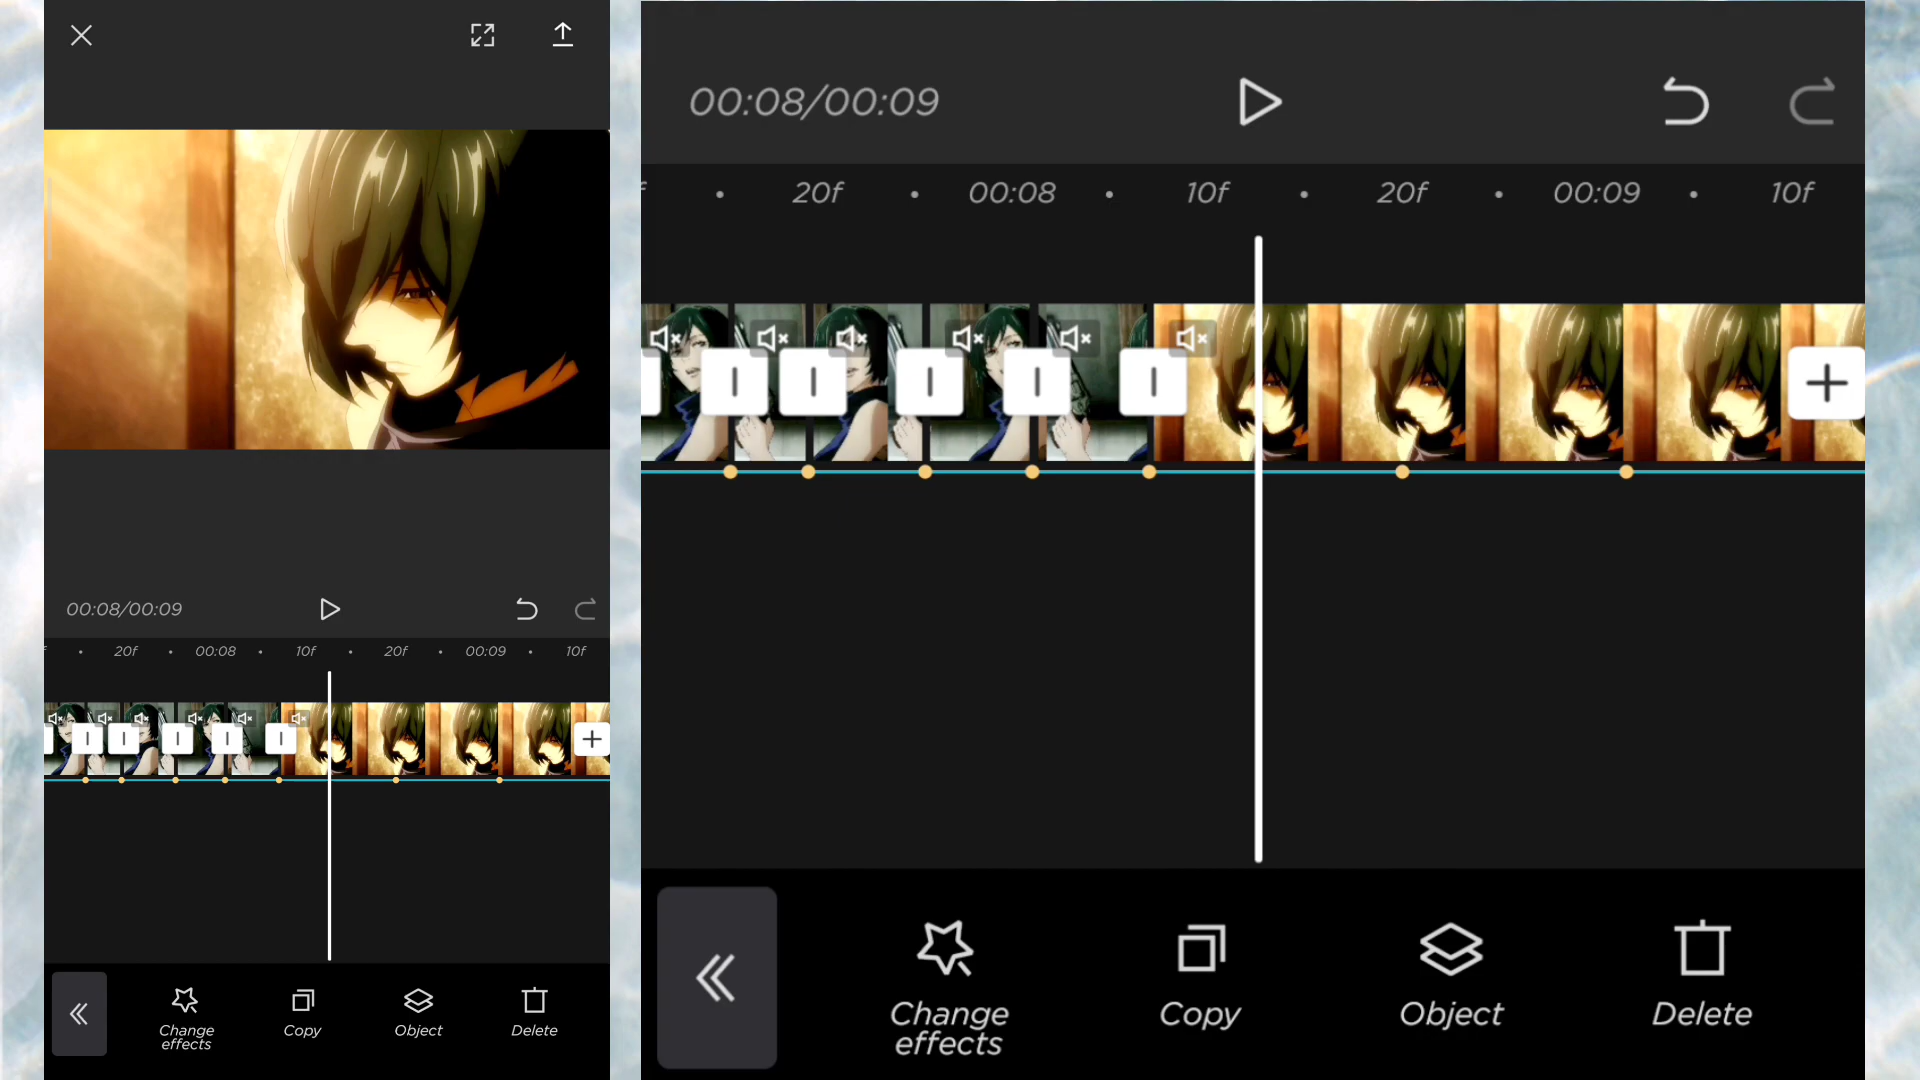 00:08/00:09
20f 00:08 10f 20f 00:09 10f
Change effects
Copy
Object
Delete
00:08/00:09
f 20f 00:08 10f 20f 00:09 10f
Change
effects
Copy
Object
Delete